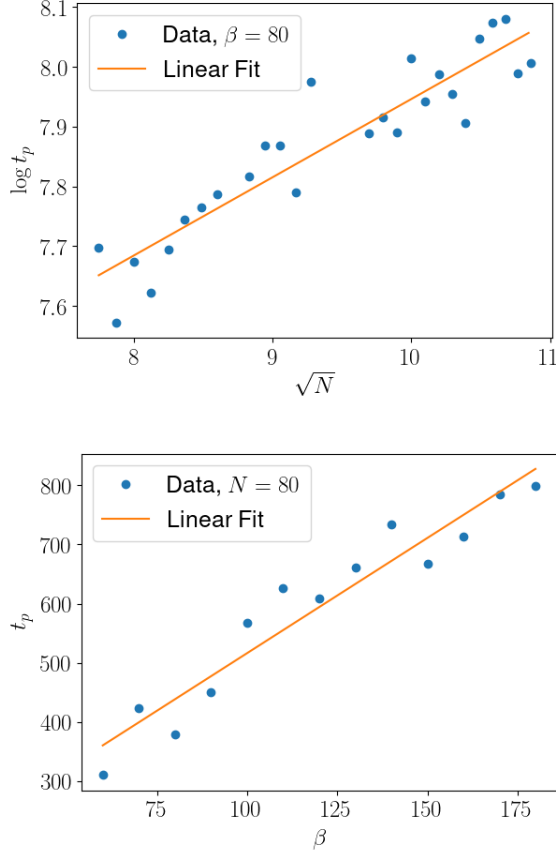 8.1
Data, β = 80
Linear Fit
8.0
7.9
log t_p
7.8
7.7
7.6
8 9 10 11
√N
Data, N = 80
Linear Fit
800
700
600
t_p
500
400
300
75 100 125 150 175
β